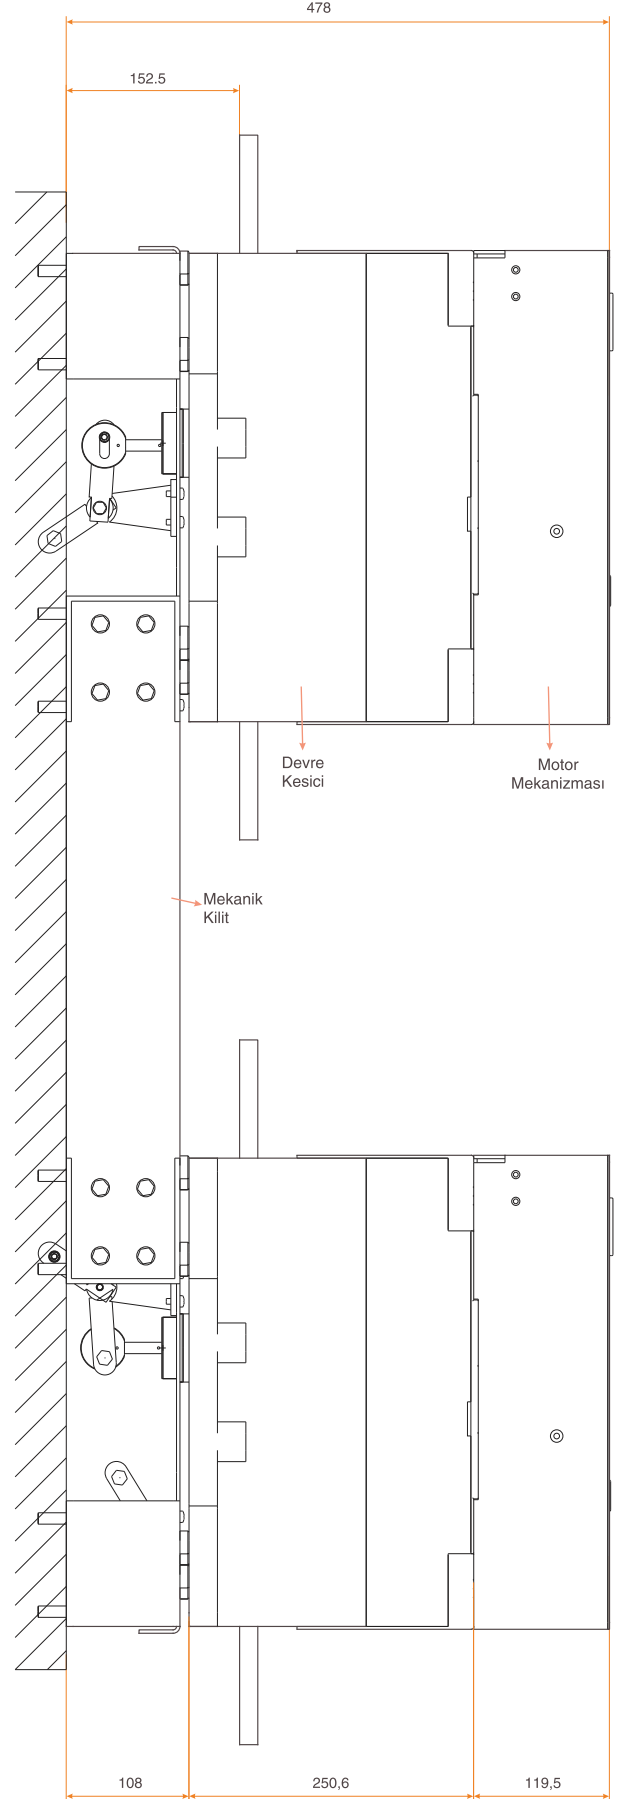 478
152.5
Devre
Kesici
Motor
Mekanizması
Mekanik
Kilit
108
250,6
119,5